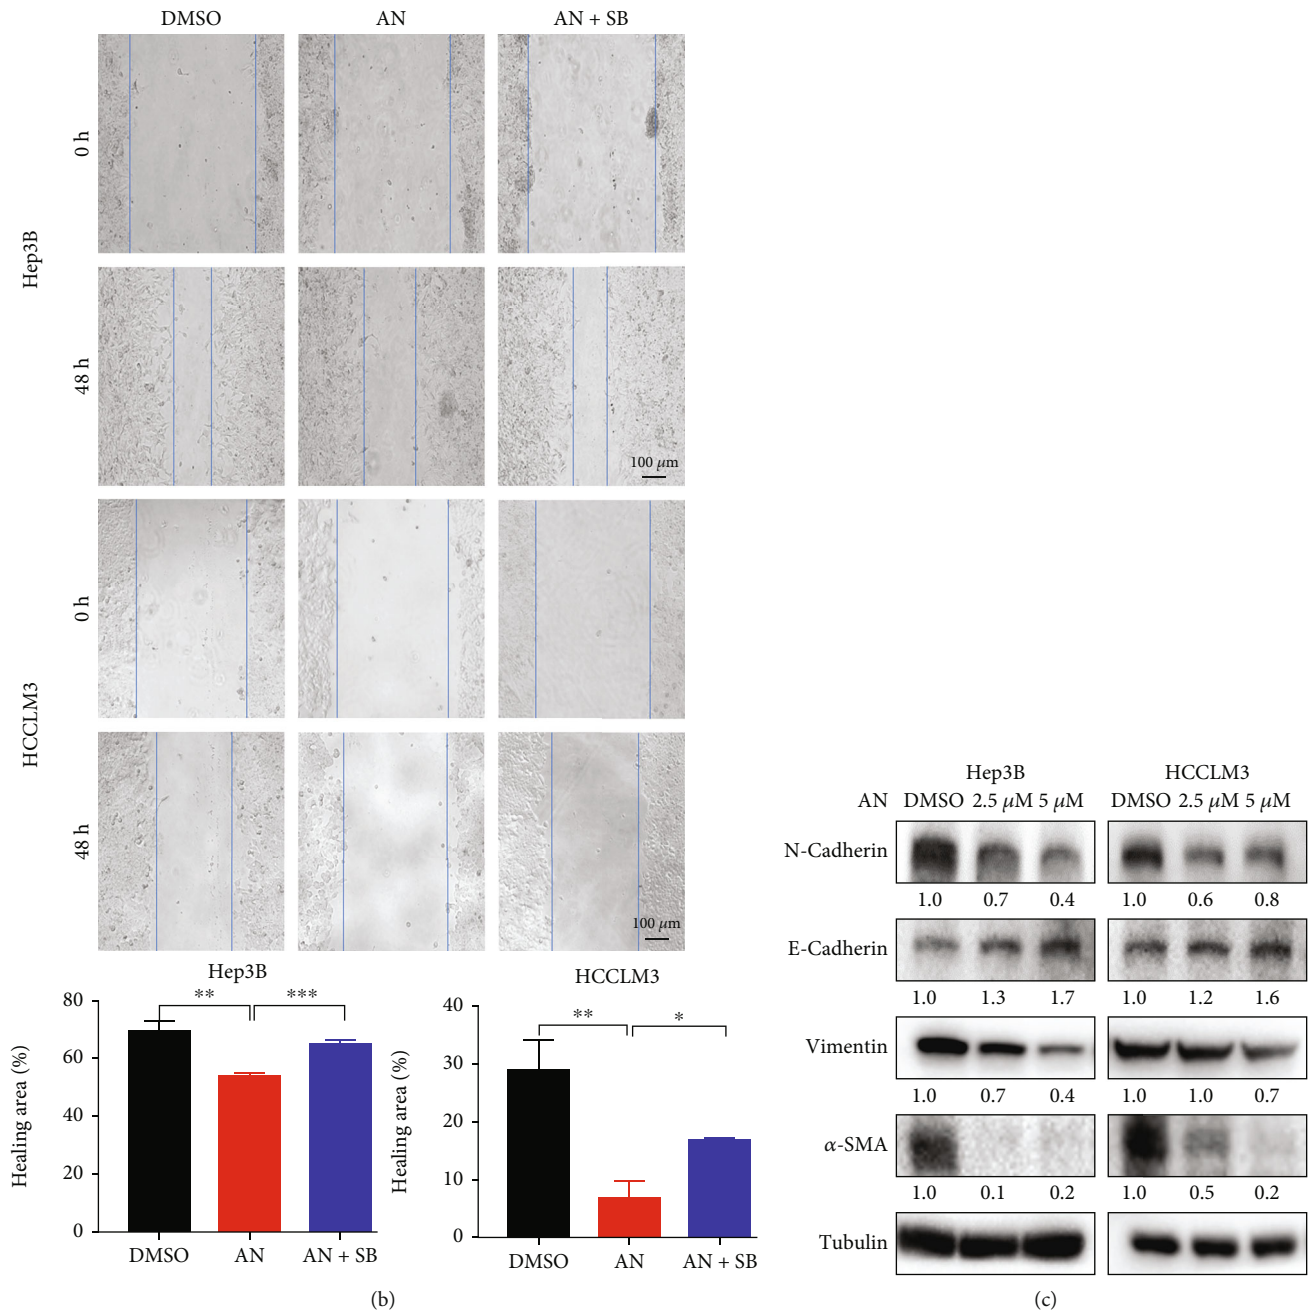 DMSO AN AN + SB
0 h
Hep3B
48 h
100 μm
0 h
HCCLM3
48 h
100 μm
Hep3B
** ***
80
60
40
20
0
Healing area (%)
DMSO AN AN + SB
HCCLM3
** *
40
30
20
10
0
Healing area (%)
DMSO AN AN + SB
(b)
Hep3B HCCLM3
AN DMSO 2.5 μM 5 μM DMSO 2.5 μM 5 μM
N-Cadherin
1.0 0.7 0.4 1.0 0.6 0.8
E-Cadherin
1.0 1.3 1.7 1.0 1.2 1.6
Vimentin
1.0 0.7 0.4 1.0 1.0 0.7
α-SMA
1.0 0.1 0.2 1.0 0.5 0.2
Tubulin
(c)